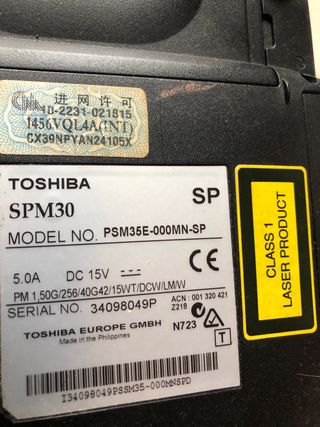 进网许可
10-2231-021815
1456VQL4A(INT)
CX39NPYAN24105X
TOSHIBA
SP
SPM30
MODEL NO. PSM35E-000MN-SP
5.0A DC 15V
PM 1,50G/256/40G42/15WT/DCW/LM/W
SERIAL NO. 34098049P
ACN : 001 320 421
Z218
TOSHIBA EUROPE GMBH
Made in the Philippines
N723
T
CE
I34098049PSSM35-000MNSPD
CLASS 1
LASER PRODUCT